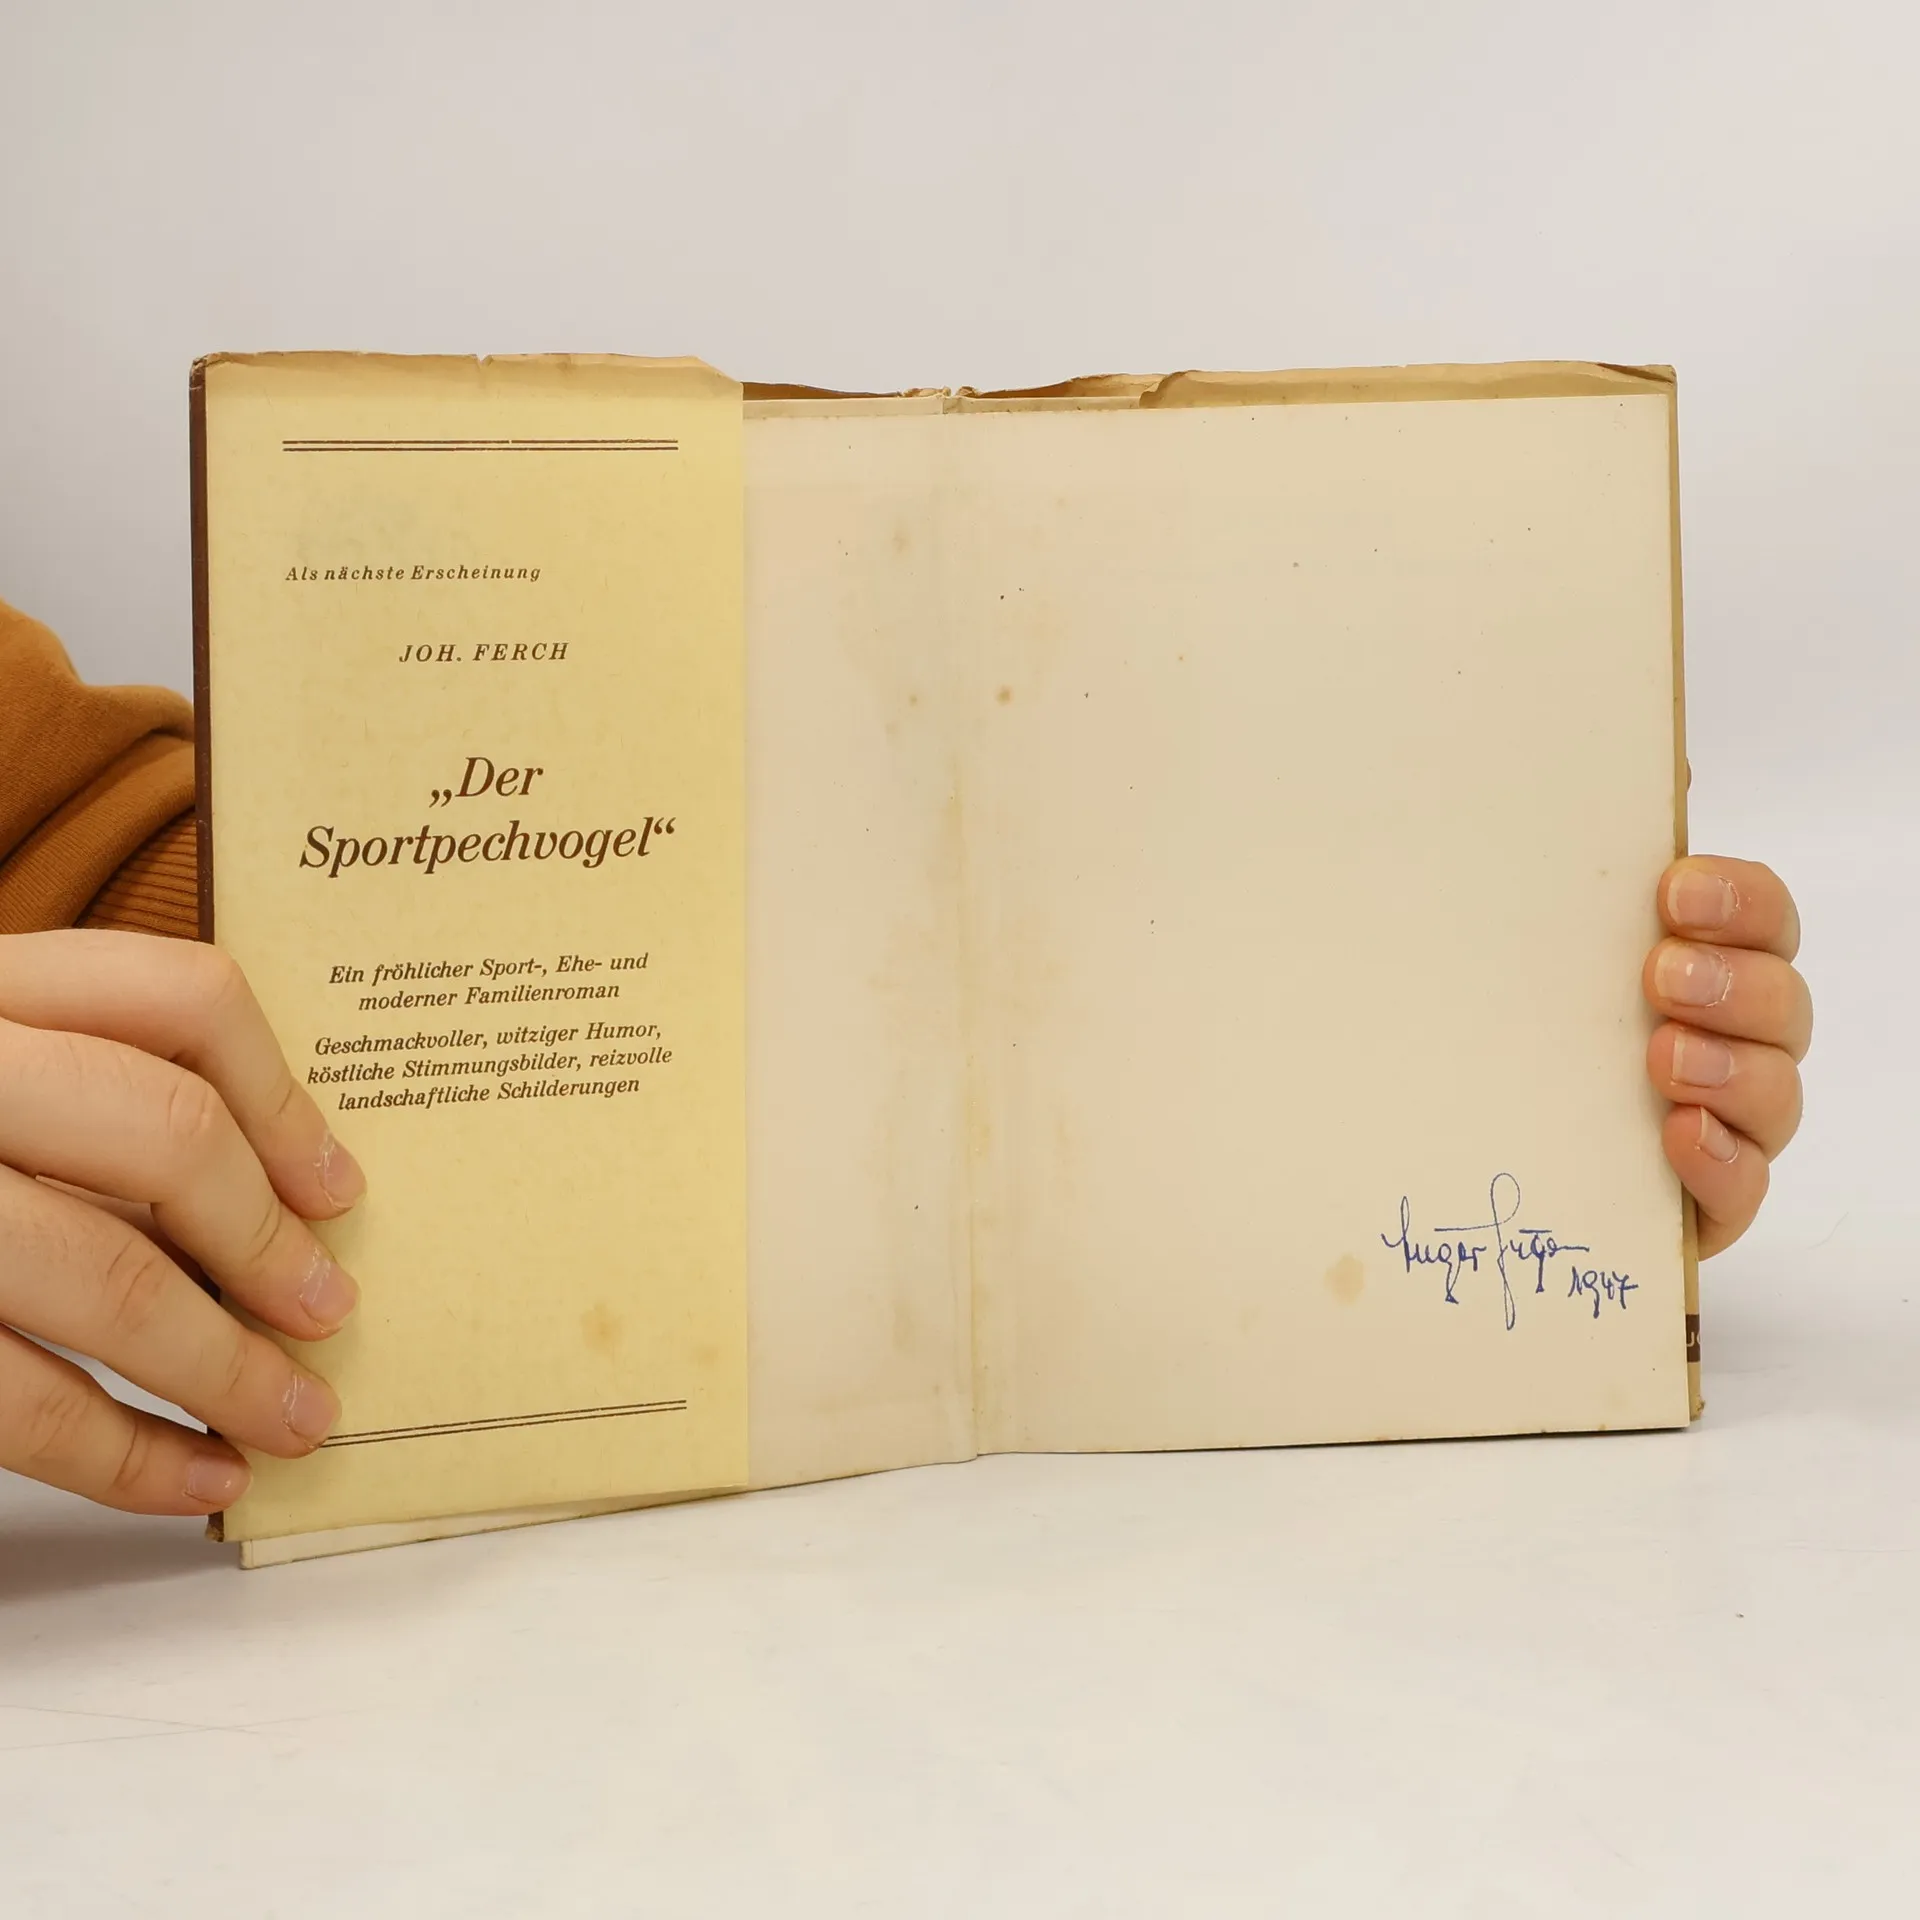 Als nächste Erscheinung
JOH. FERCH
„Der
Sportpechvogel“
Ein fröhlicher Sport-, Ehe- und
moderner Familienroman
Geschmackvoller, witziger Humor,
köstliche Stimmungsbilder, reizvolle
landschaftliche Schilderungen
1947